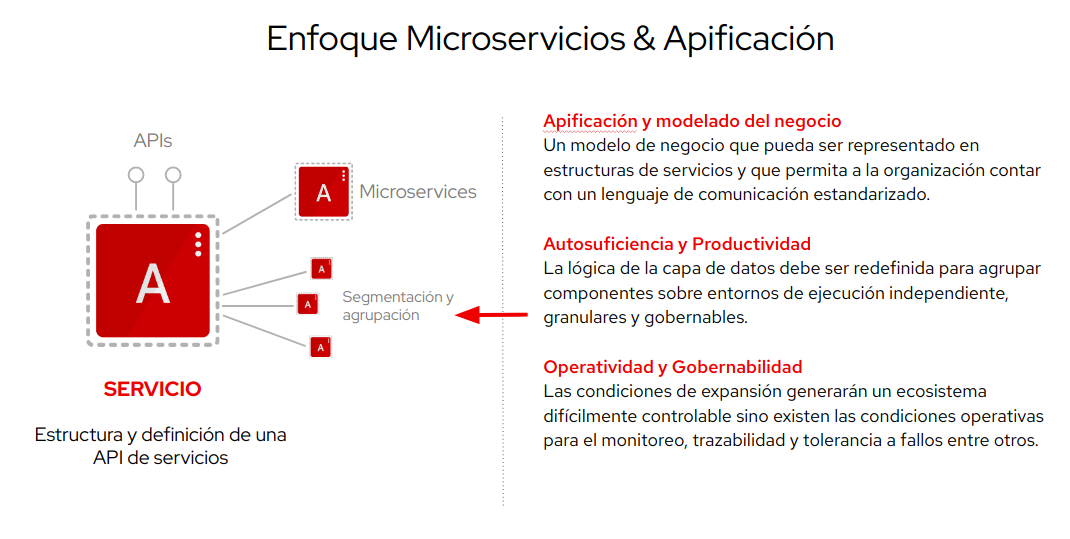 Enfoque Microservicios & Apificación
APIs
A
Microservices
A
A
A
Segmentación y
agrupación
A
SERVICIO
Estructura y definición de una
API de servicios
Apificación y modelado del negocio
Un modelo de negocio que pueda ser representado en
estructuras de servicios y que permita a la organización contar
con un lenguaje de comunicación estandarizado.
Autosuficiencia y Productividad
La lógica de la capa de datos debe ser redefinida para agrupar
componentes sobre entornos de ejecución independiente,
granulares y gobernables.
Operatividad y Gobernabilidad
Las condiciones de expansión generarán un ecosistema
difícilmente controlable sino existen las condiciones operativas
para el monitoreo, trazabilidad y tolerancia a fallos entre otros.